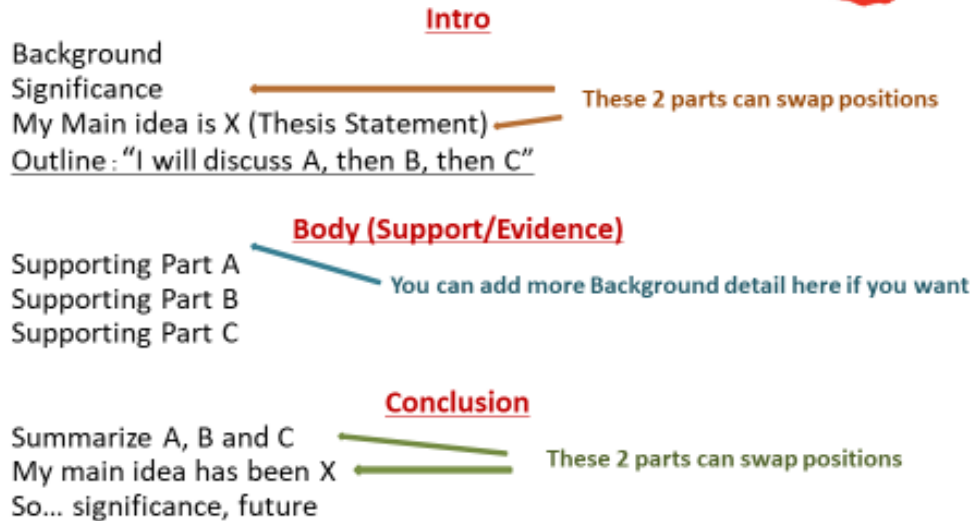 Intro
Background
Significance
These 2 parts can swap positions
My Main idea is X (Thesis Statement)
Outline : “I will discuss A, then B, then C”
Body (Support/Evidence)
Supporting Part A
You can add more Background detail here if you want
Supporting Part B
Supporting Part C
Conclusion
Summarize A, B and C
These 2 parts can swap positions
My main idea has been X
So... significance, future